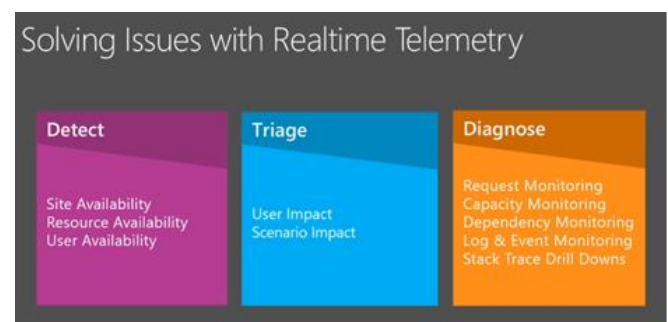 Solving Issues with Realtime Telemetry
Detect
Site Availability
Resource Availability
User Availability
Triage
User Impact
Scenario Impact
Diagnose
Request Monitoring
Capacity Monitoring
Dependency Monitoring
Log & Event Monitoring
Stack Trace Drill Downs